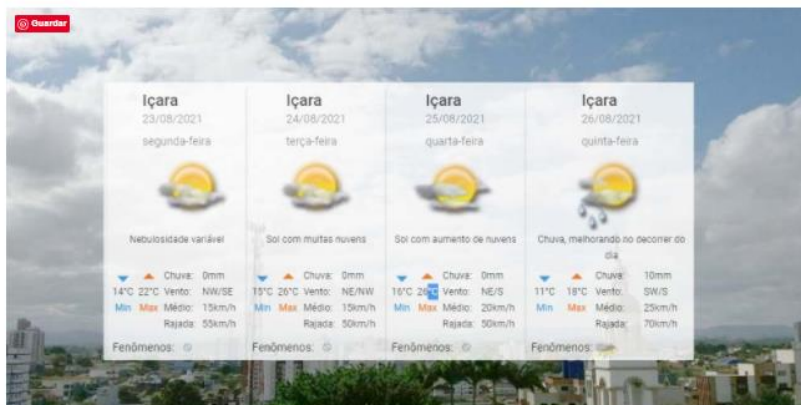 Guardar
Içara
23/08/2021
segunda-feira
Nebulosidade variável
Chuva: 0mm
14°C 22°C Vento: NW/SE
Min Max Médio: 15km/h
Rajada: 55km/h
Fenômenos:
Içara
24/08/2021
terça-feira
Sol com muitas nuvens
Chuva: 0mm
15°C 26°C Vento: NE/NW
Min Max Médio: 15km/h
Rajada: 50km/h
Fenômenos:
Içara
25/08/2021
quarta-feira
Sol com aumento de nuvens
Chuva: 0mm
16°C 26°C Vento: NE/S
Min Max Médio: 20km/h
Rajada: 50km/h
Fenômenos:
Içara
26/08/2021
quinta-feira
Chuva, melhorando no decorrer do
dia
Chuva: 10mm
11°C 18°C Vento: SW/S
Min Max Médio: 25km/h
Rajada: 70km/h
Fenômenos: